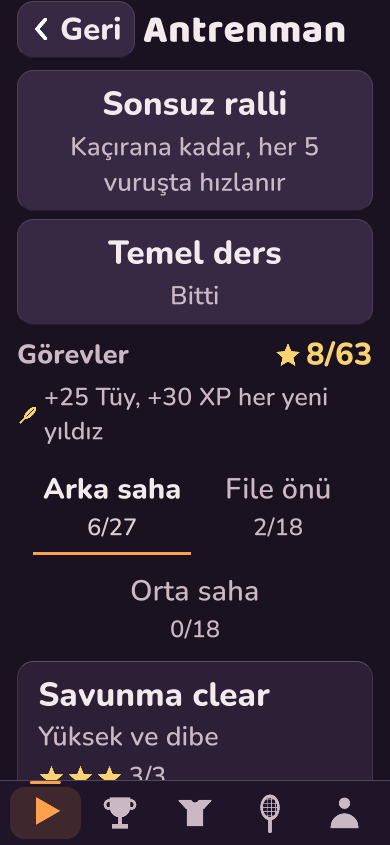 Geri Antrenman
Sonsuz ralli
Kaçırana kadar, her 5
vuruşta hızlanır
Temel ders
Bitti
Görevler 8/63
+25 Tüy, +30 XP her yeni
yıldız
Arka saha File önü
6/27 2/18
Orta saha
0/18
Savunma clear
Yüksek ve dibe
3/3